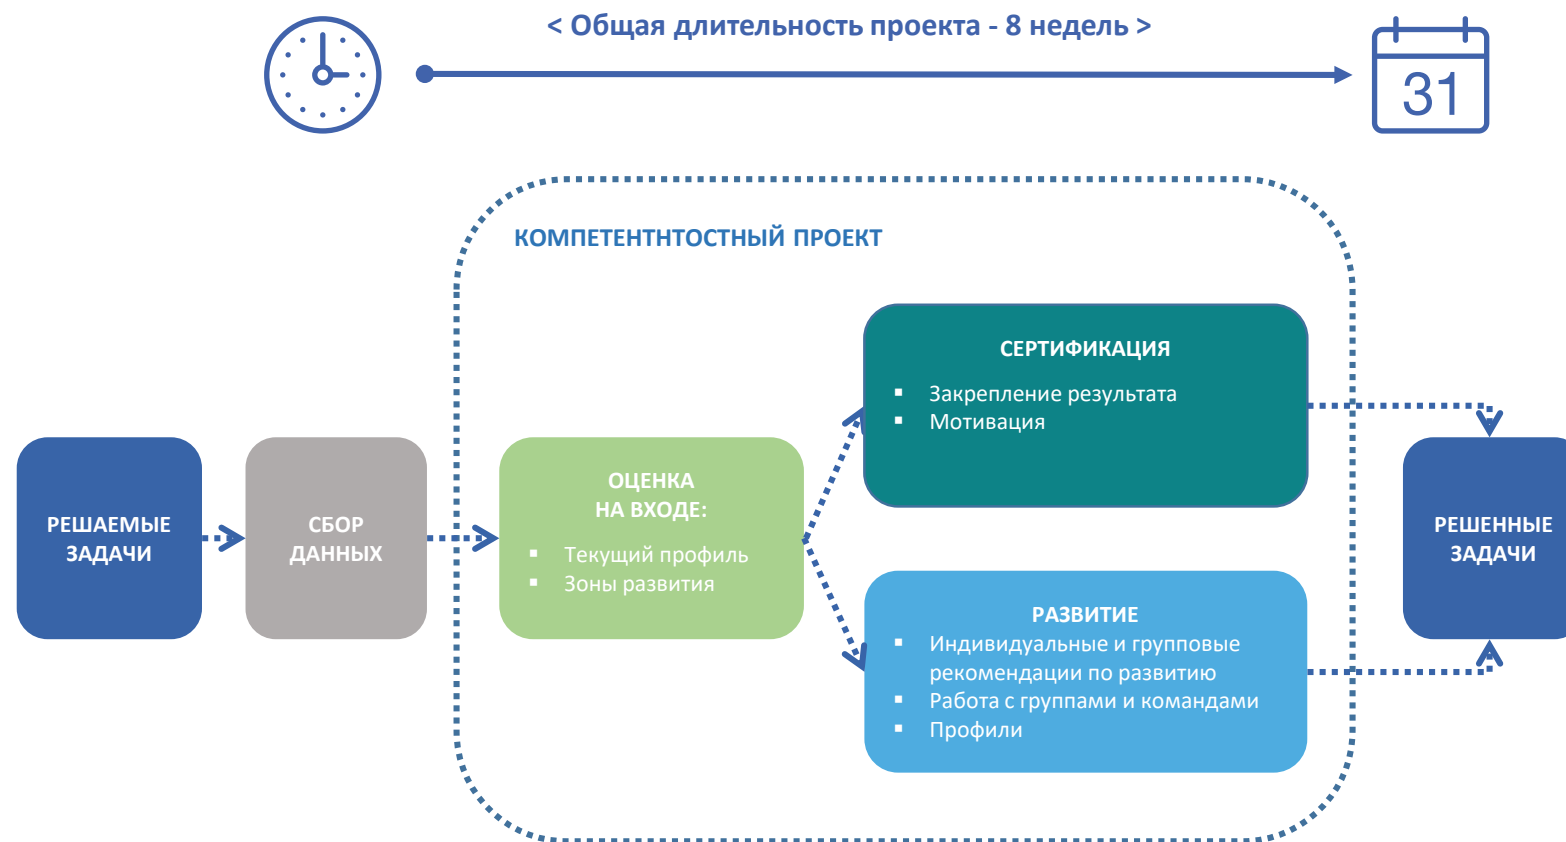 < Общая длительность проекта - 8 недель >
31
КОМПЕТЕНТНТОСТНЫЙ ПРОЕКТ
РЕШАЕМЫЕ
ЗАДАЧИ
СБОР
ДАННЫХ
ОЦЕНКА
НА ВХОДЕ:
▪ Текущий профиль
▪ Зоны развития
СЕРТИФИКАЦИЯ
▪ Закрепление результата
▪ Мотивация
РАЗВИТИЕ
▪ Индивидуальные и групповые
рекомендации по развитию
▪ Работа с группами и командами
▪ Профили
РЕШЕННЫЕ
ЗАДАЧИ